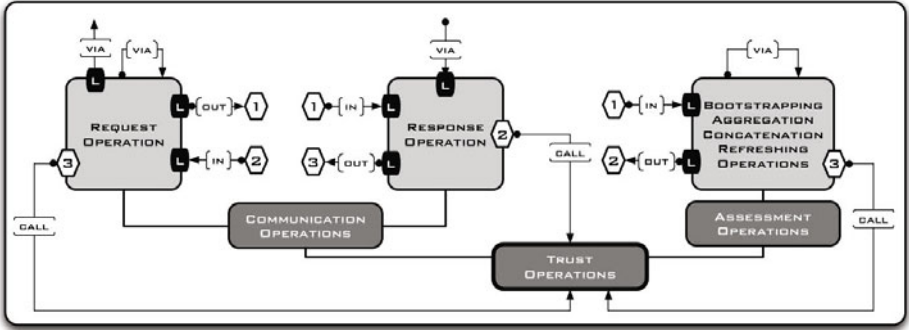 VIA
VIA
VIA
VIA
L
L
L
REQUEST
OPERATION
L
OUT
1
L
IN
2
3
1
IN
L
3
OUT
L
RESPONSE
OPERATION
2
CALL
1
IN
L
2
OUT
L
BOOTSTRAPPING
AGGREGATION
CONCATENATION
REFRESHING
OPERATIONS
3
CALL
CALL
COMMUNICATION
OPERATIONS
ASSESSMENT
OPERATIONS
TRUST
OPERATIONS